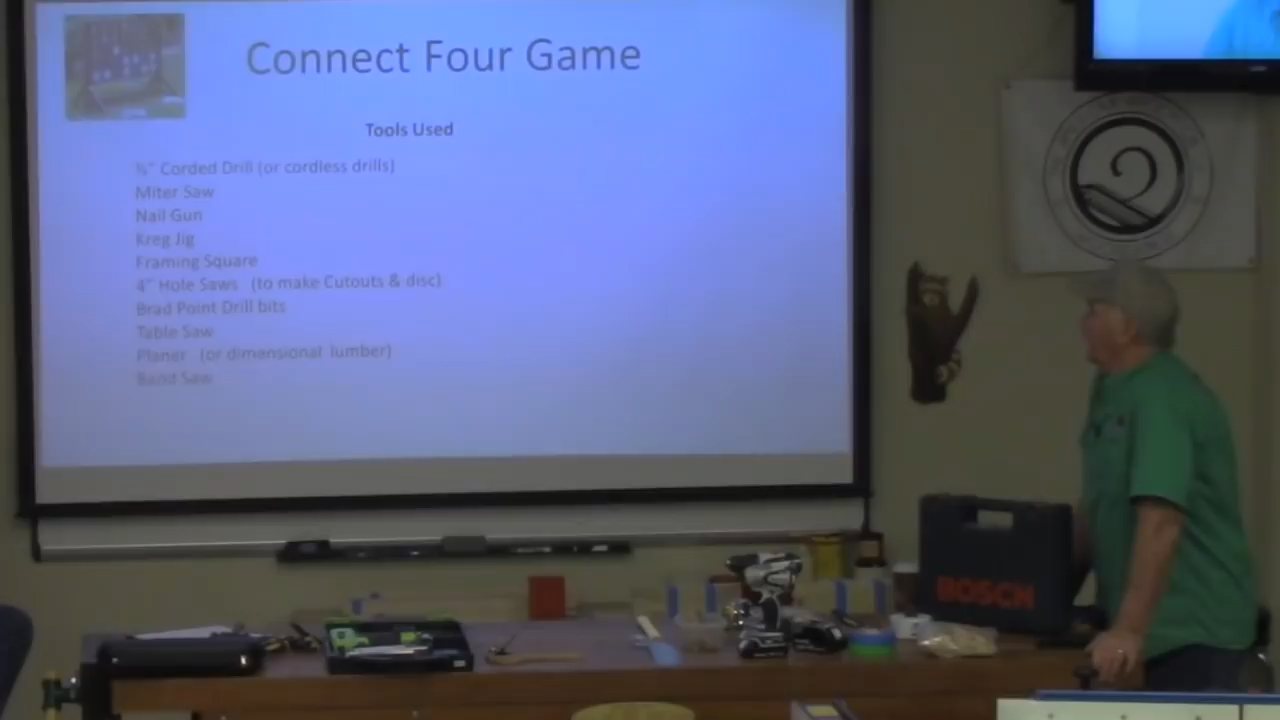 Connect Four Game
Tools Used
½" Corded Drill (or cordless drills)
Miter Saw
Nail Gun
Kreg Jig
Framing Square
4" Hole Saws (to make Cutouts & disc)
Brad Point Drill bits
Table Saw
Planer (or dimensional lumber)
Band Saw
BOSCH